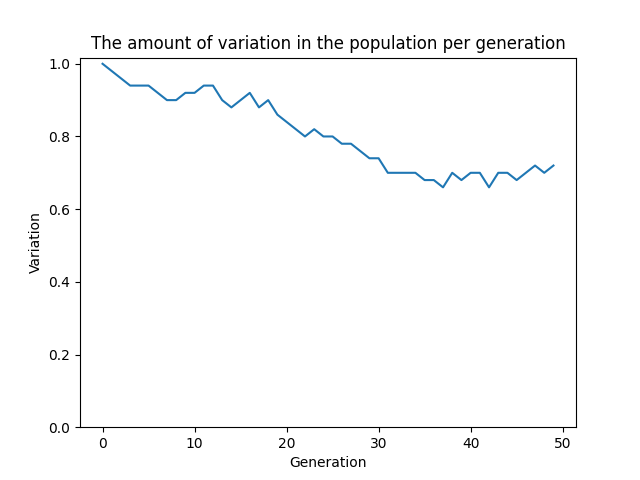 The amount of variation in the population per generation
1.0
0.8
0.6
0.4
0.2
0.0
Variation
0 10 20 30 40 50
Generation